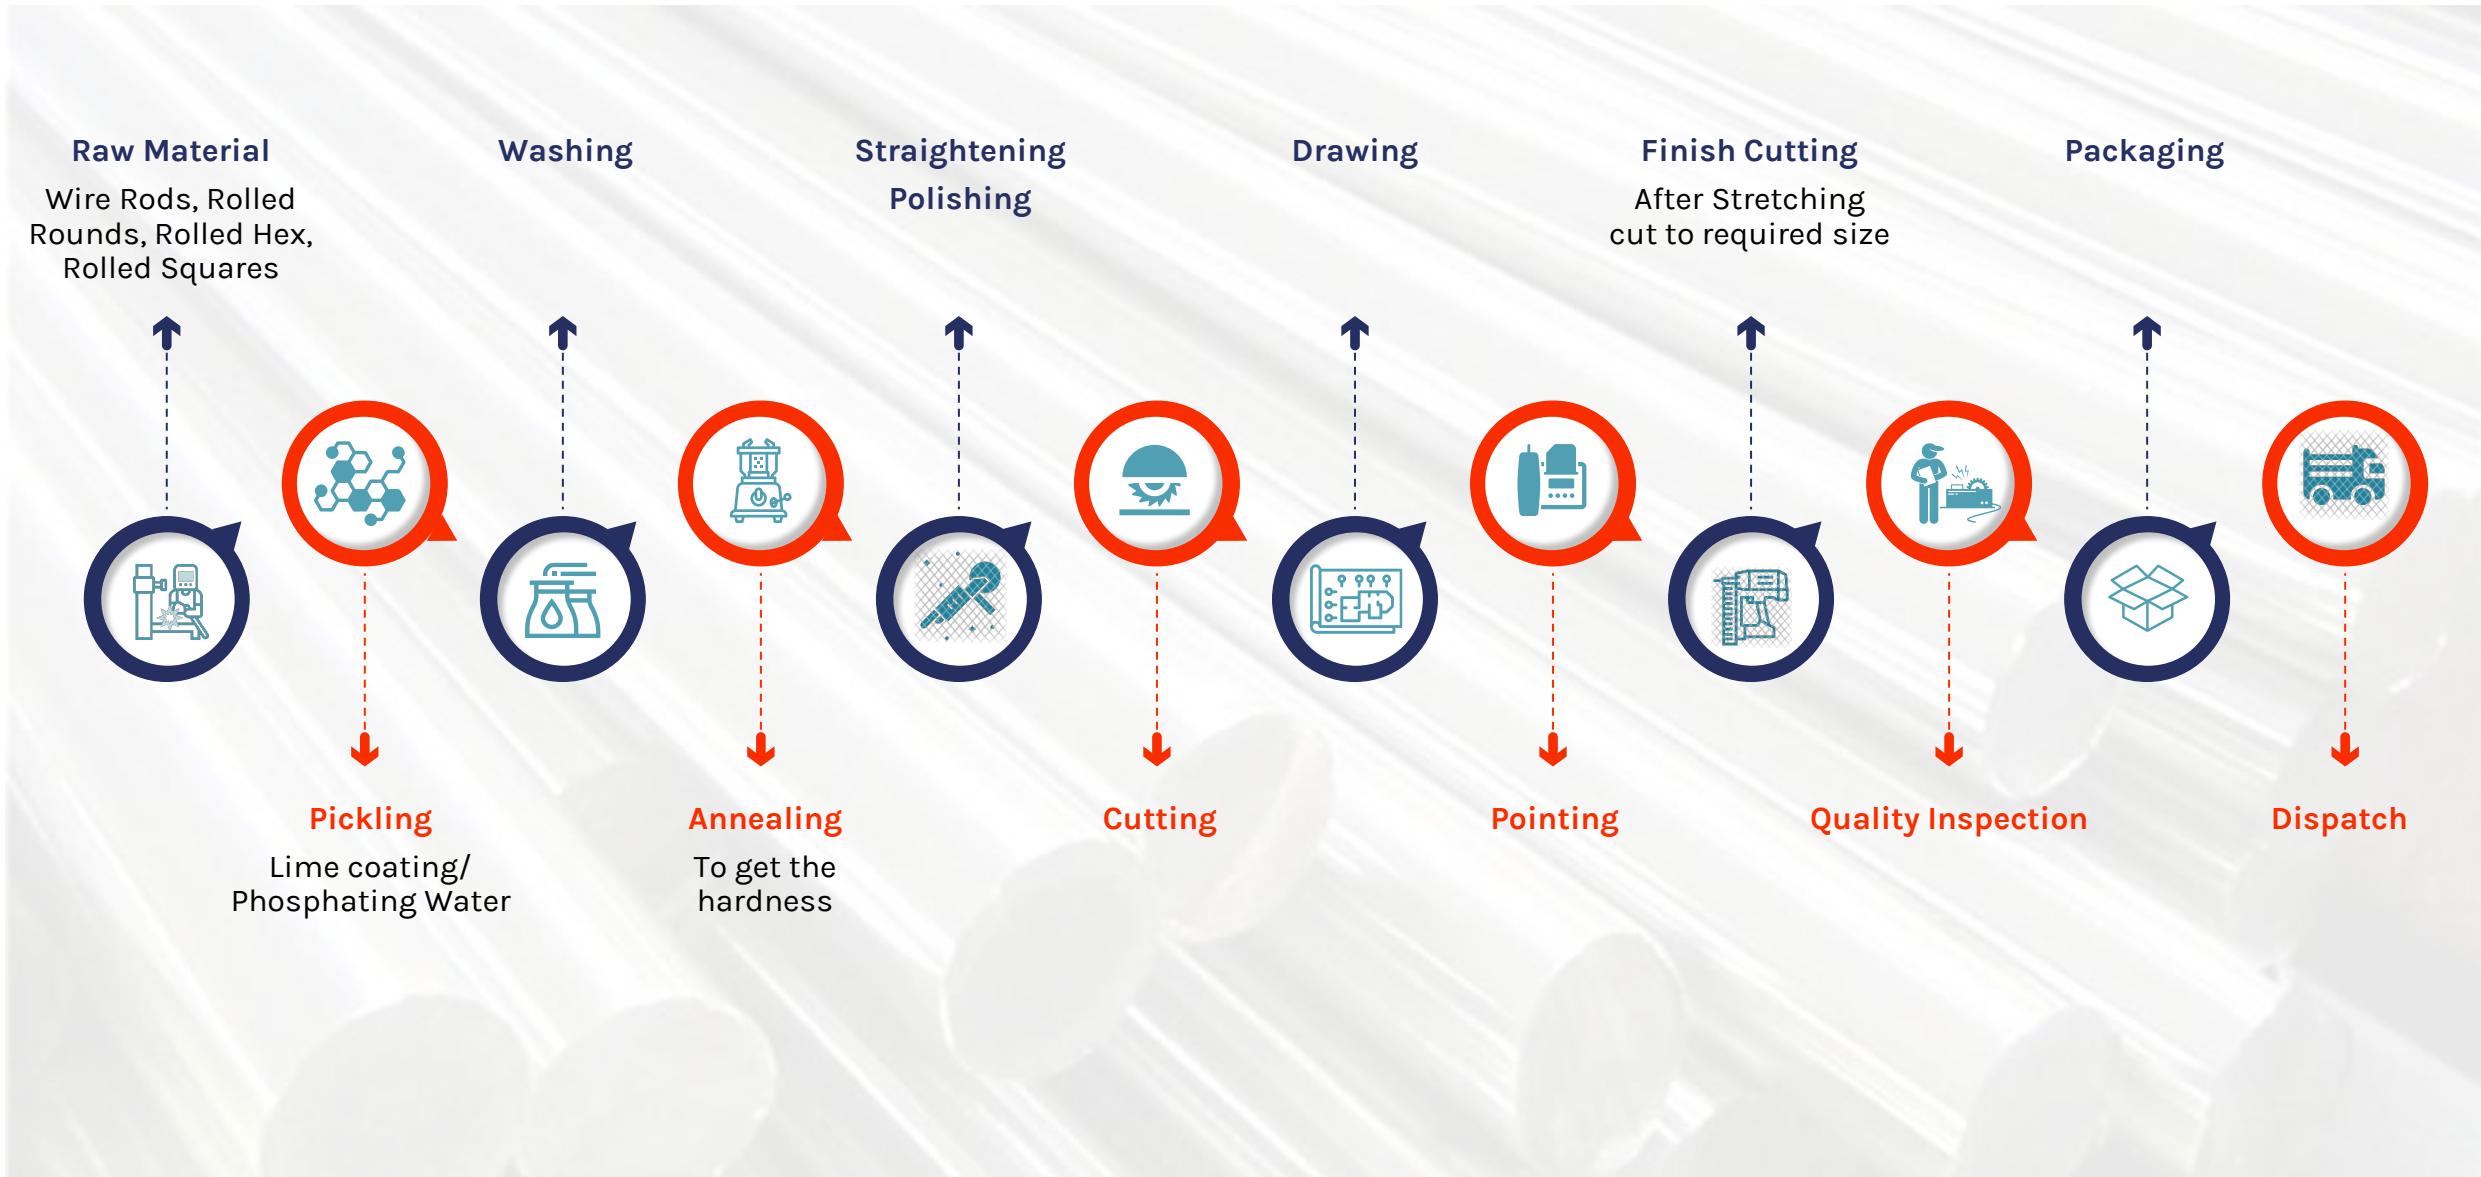 Raw Material
Wire Rods, Rolled
Rounds, Rolled Hex,
Rolled Squares
Pickling
Lime coating/
Phosphating Water
Washing
Annealing
To get the
hardness
Straightening
Polishing
Cutting
Drawing
Pointing
Finish Cutting
After Stretching
cut to required size
Quality Inspection
Packaging
Dispatch